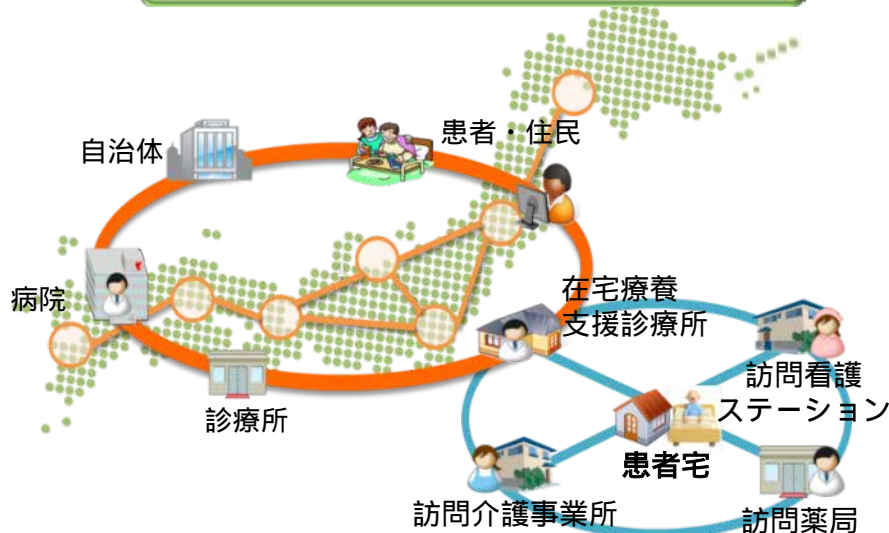 患者・住民
自治体
病院
在宅療養
支援診療所
診療所
訪問看護
ステーション
患者宅
訪問介護事業所
訪問薬局